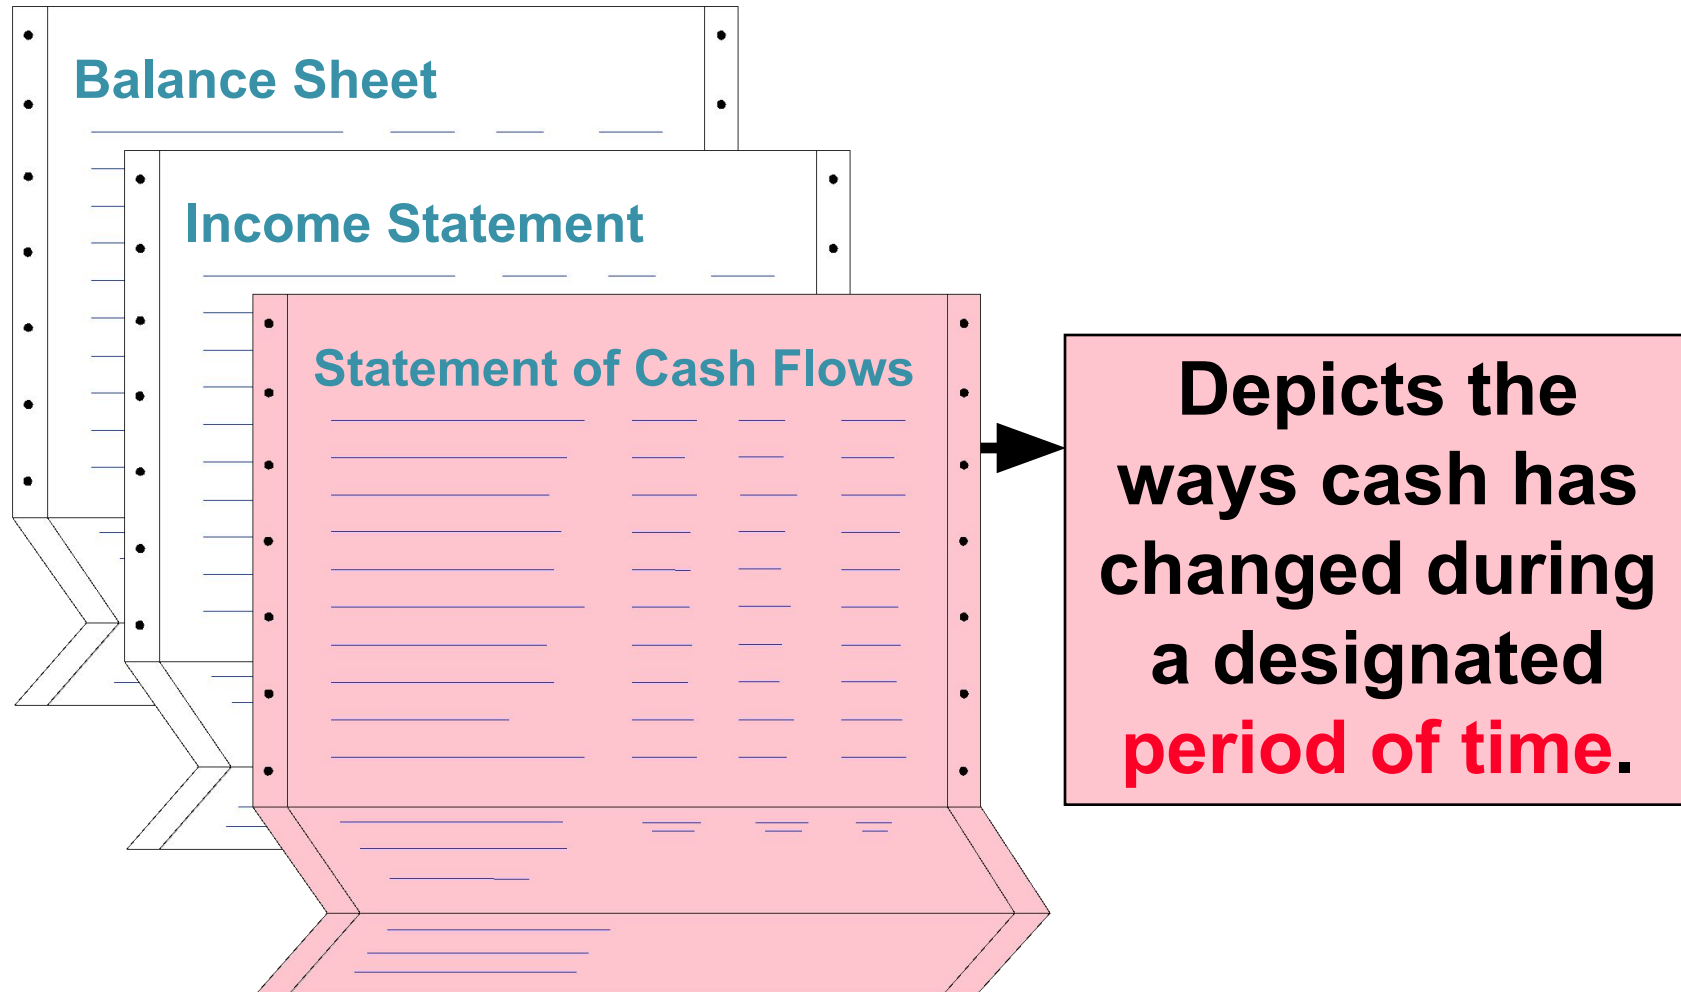 Balance Sheet
Income Statement
Statement of Cash Flows
Depicts the
ways cash has
changed during
a designated
period of time.